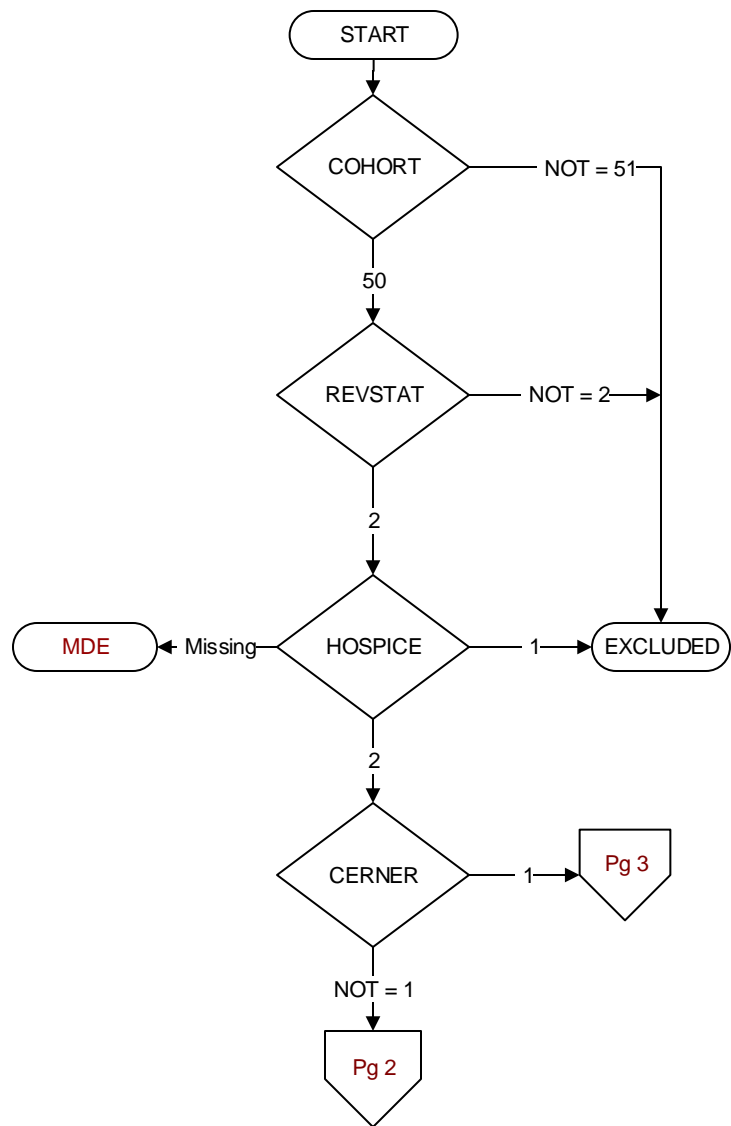 START
COHORT
NOT = 51
50
REVSTAT
NOT = 2
2
MDE
Missing
HOSPICE
1
EXCLUDED
2
CERNER
1
Pg 3
NOT = 1
Pg 2